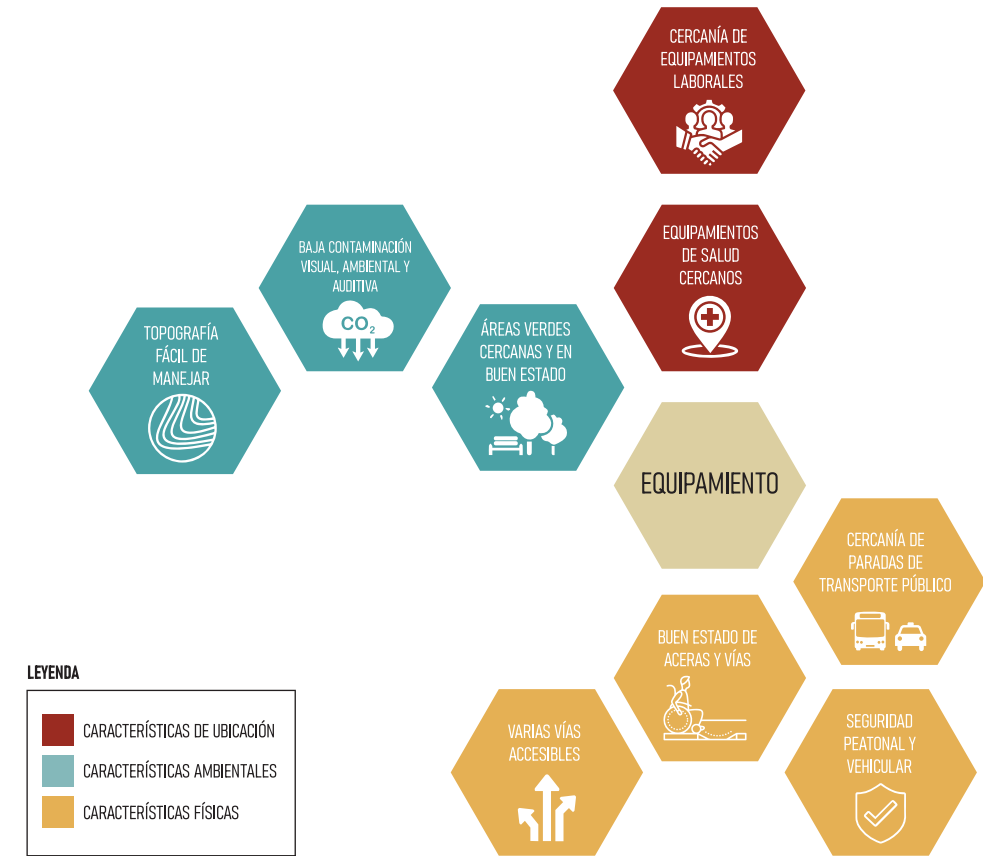 CERCANÍA DE
EQUIPAMIENTOS
LABORALES
EQUIPAMIENTOS
DE SALUD
CERCANOS
BAJA CONTAMINACIÓN
VISUAL, AMBIENTAL Y
AUDITIVA
CO₂
TOPOGRAFÍA
FÁCIL DE
MANEJAR
ÁREAS VERDES
CERCANAS Y EN
BUEN ESTADO
EQUIPAMIENTO
CERCANÍA DE
PARADAS DE
TRANSPORTE PÚBLICO
BUEN ESTADO DE
ACERAS Y VÍAS
VARIAS VÍAS
ACCESIBLES
SEGURIDAD
PEATONAL Y
VEHICULAR
LEYENDA
CARACTERÍSTICAS DE UBICACIÓN
CARACTERÍSTICAS AMBIENTALES
CARACTERÍSTICAS FÍSICAS